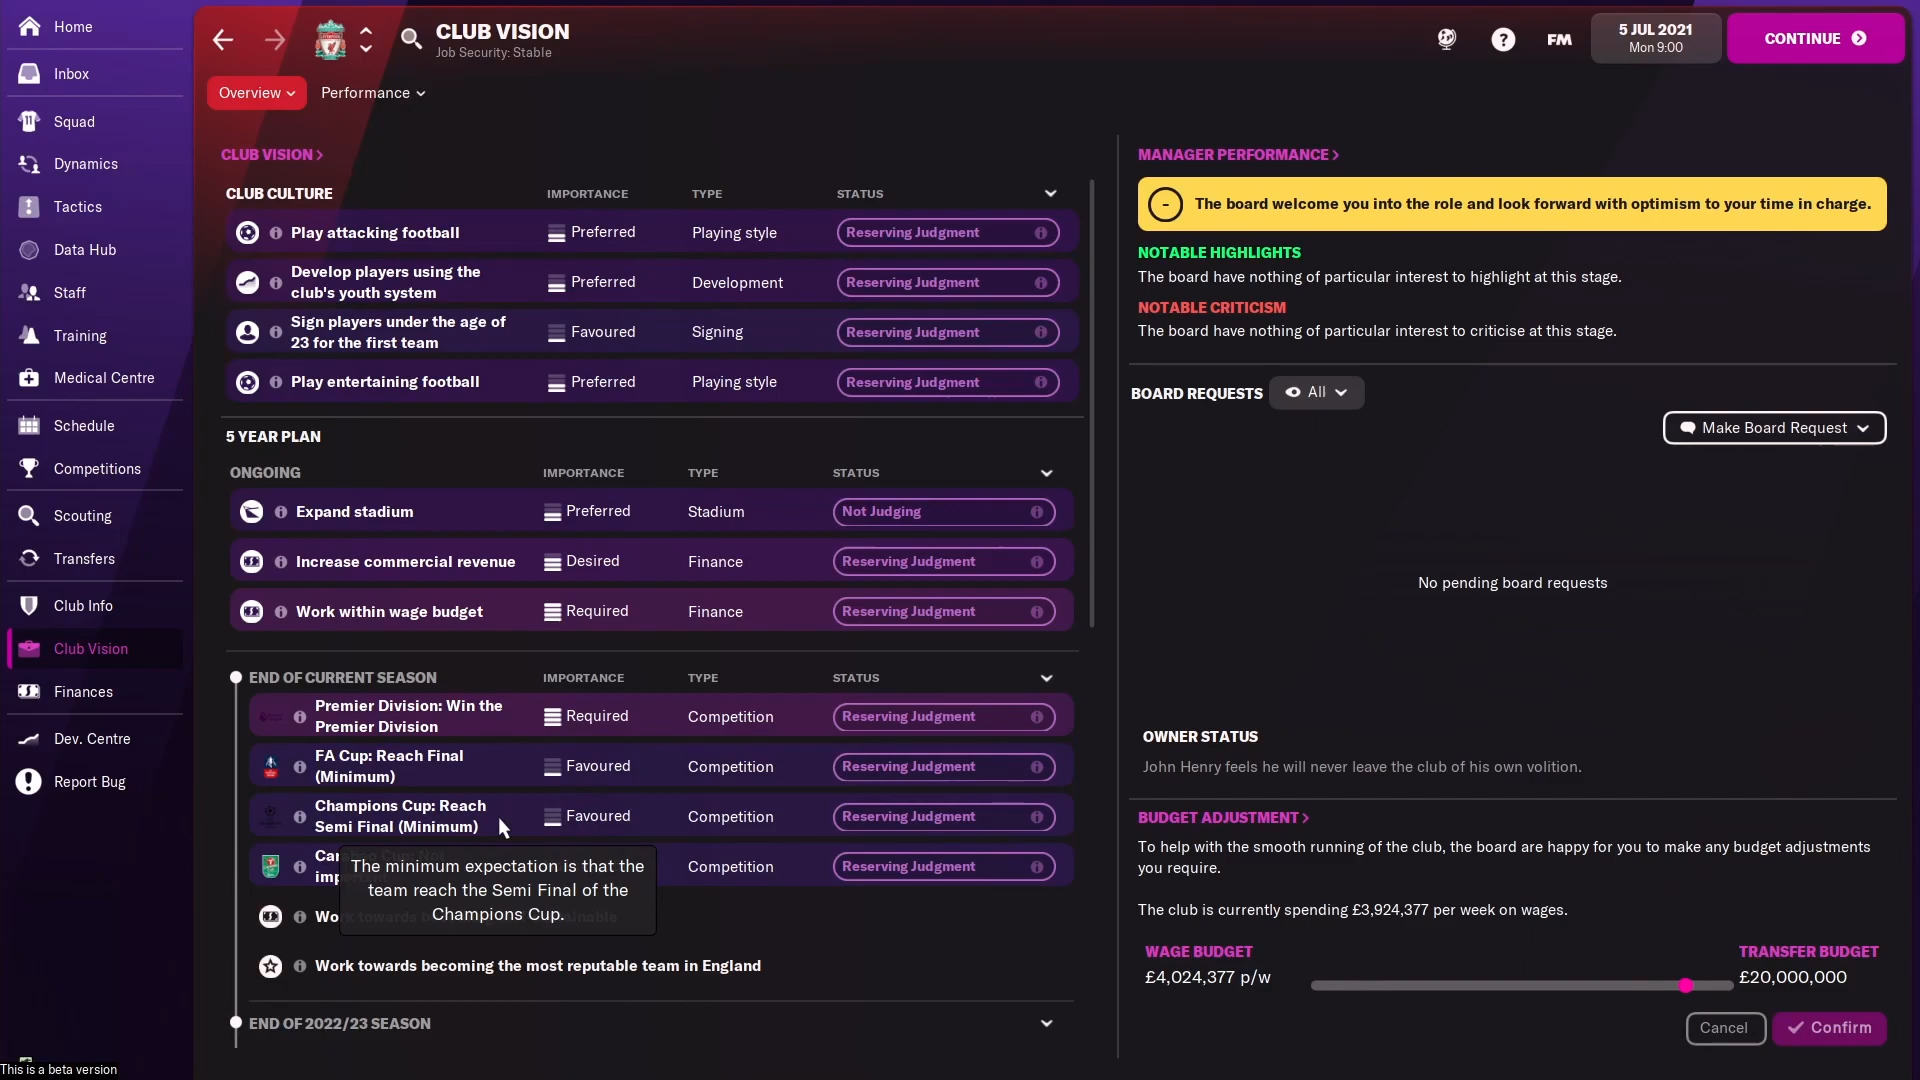 Home
Inbox
Squad
Dynamics
Tactics
Data Hub
Staff
Training
Medical Centre
Schedule
Competitions
Scouting
Transfers
Club Info
Club Vision
Finances
Dev. Centre
Report Bug
This is a beta version
CLUB VISION
Job Security: Stable
FM
5 JUL 2021
Mon 9:00
CONTINUE
Overview
Performance
CLUB VISION >
CLUB CULTURE IMPORTANCE TYPE STATUS
Play attacking football Preferred Playing style Reserving Judgment
Develop players using the
club's youth system Preferred Development Reserving Judgment
Sign players under the age of
23 for the first team Favoured Signing Reserving Judgment
Play entertaining football Preferred Playing style Reserving Judgment
5 YEAR PLAN
ONGOING IMPORTANCE TYPE STATUS
Expand stadium Preferred Stadium Not Judging
Increase commercial revenue Desired Finance Reserving Judgment
Work within wage budget Required Finance Reserving Judgment
END OF CURRENT SEASON IMPORTANCE TYPE STATUS
Premier Division: Win the
Premier Division Required Competition Reserving Judgment
FA Cup: Reach Final
(Minimum) Favoured Competition Reserving Judgment
Champions Cup: Reach
Semi Final (Minimum) Favoured Competition Reserving Judgment
Competition Reserving Judgment
The minimum expectation is that the
team reach the Semi Final of the
Champions Cup.
Work towards becoming the most reputable team in England
END OF 2022/23 SEASON
MANAGER PERFORMANCE >
- The board welcome you into the role and look forward with optimism to your time in charge.
NOTABLE HIGHLIGHTS
The board have nothing of particular interest to highlight at this stage.
NOTABLE CRITICISM
The board have nothing of particular interest to criticise at this stage.
BOARD REQUESTS All
Make Board Request
No pending board requests
OWNER STATUS
John Henry feels he will never leave the club of his own volition.
BUDGET ADJUSTMENT >
To help with the smooth running of the club, the board are happy for you to make any budget adjustments
you require.
The club is currently spending £3,924,377 per week on wages.
WAGE BUDGET TRANSFER BUDGET
£4,024,377 p/w £20,000,000
Cancel Confirm